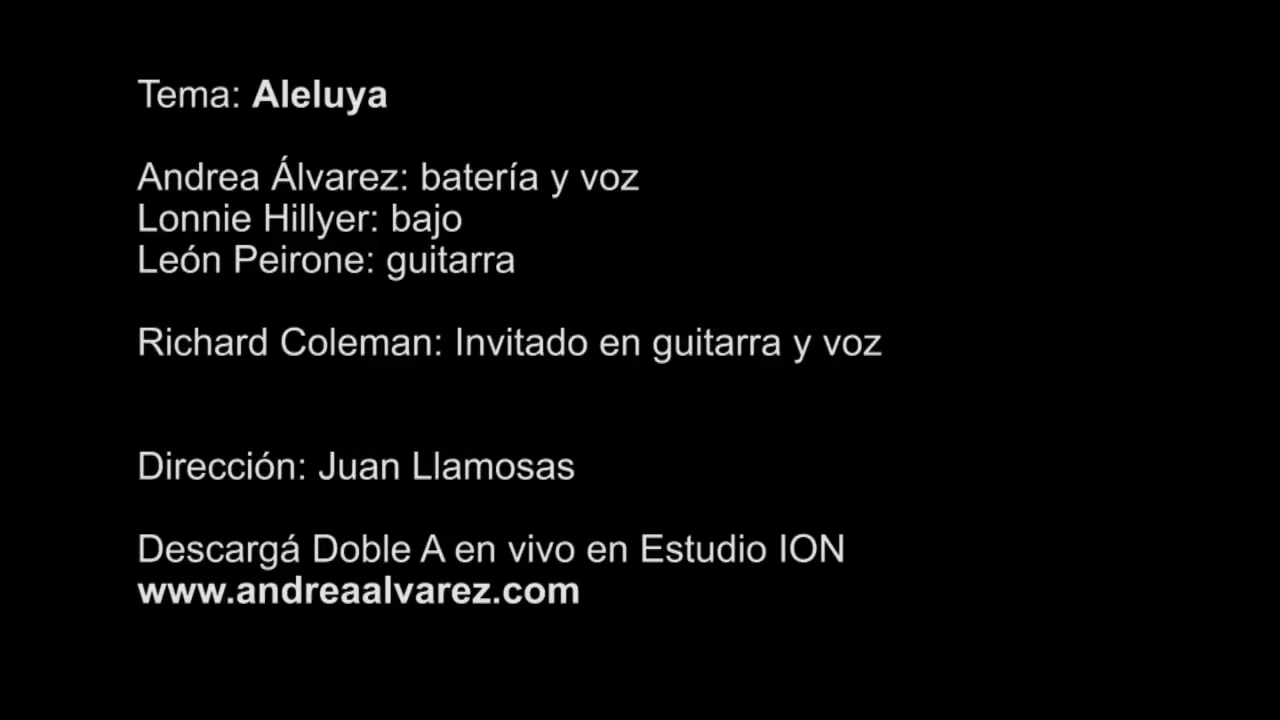 Tema: Aleluya
Andrea Álvarez: batería y voz
Lonnie Hillyer: bajo
León Peirone: guitarra
Richard Coleman: Invitado en guitarra y voz
Dirección: Juan Llamosas
Descargá Doble A en vivo en Estudio ION
www.andreaalvarez.com